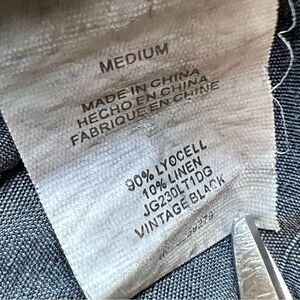 MEDIUM
MADE IN CHINA
HECHO EN CHINA
FABRIQUE EN CHINE
90% LYOCELL
10% LINEN
JG230LT1DG
VINTAGE BLACK